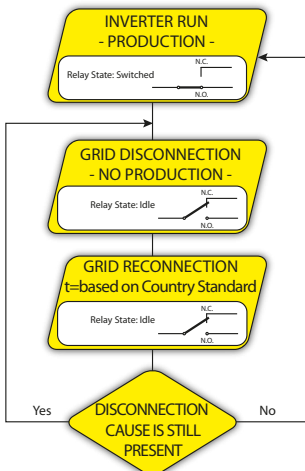 INVERTER RUN
- PRODUCTION -
N.C.
Relay State: Switched
N.O.
GRID DISCONNECTION
- NO PRODUCTION -
N.C.
Relay State: Idle
N.O.
GRID RECONNECTION
t=based on Country Standard
N.C.
Relay State: Idle
N.O.
Yes
DISCONNECTION
CAUSE IS STILL
PRESENT
No